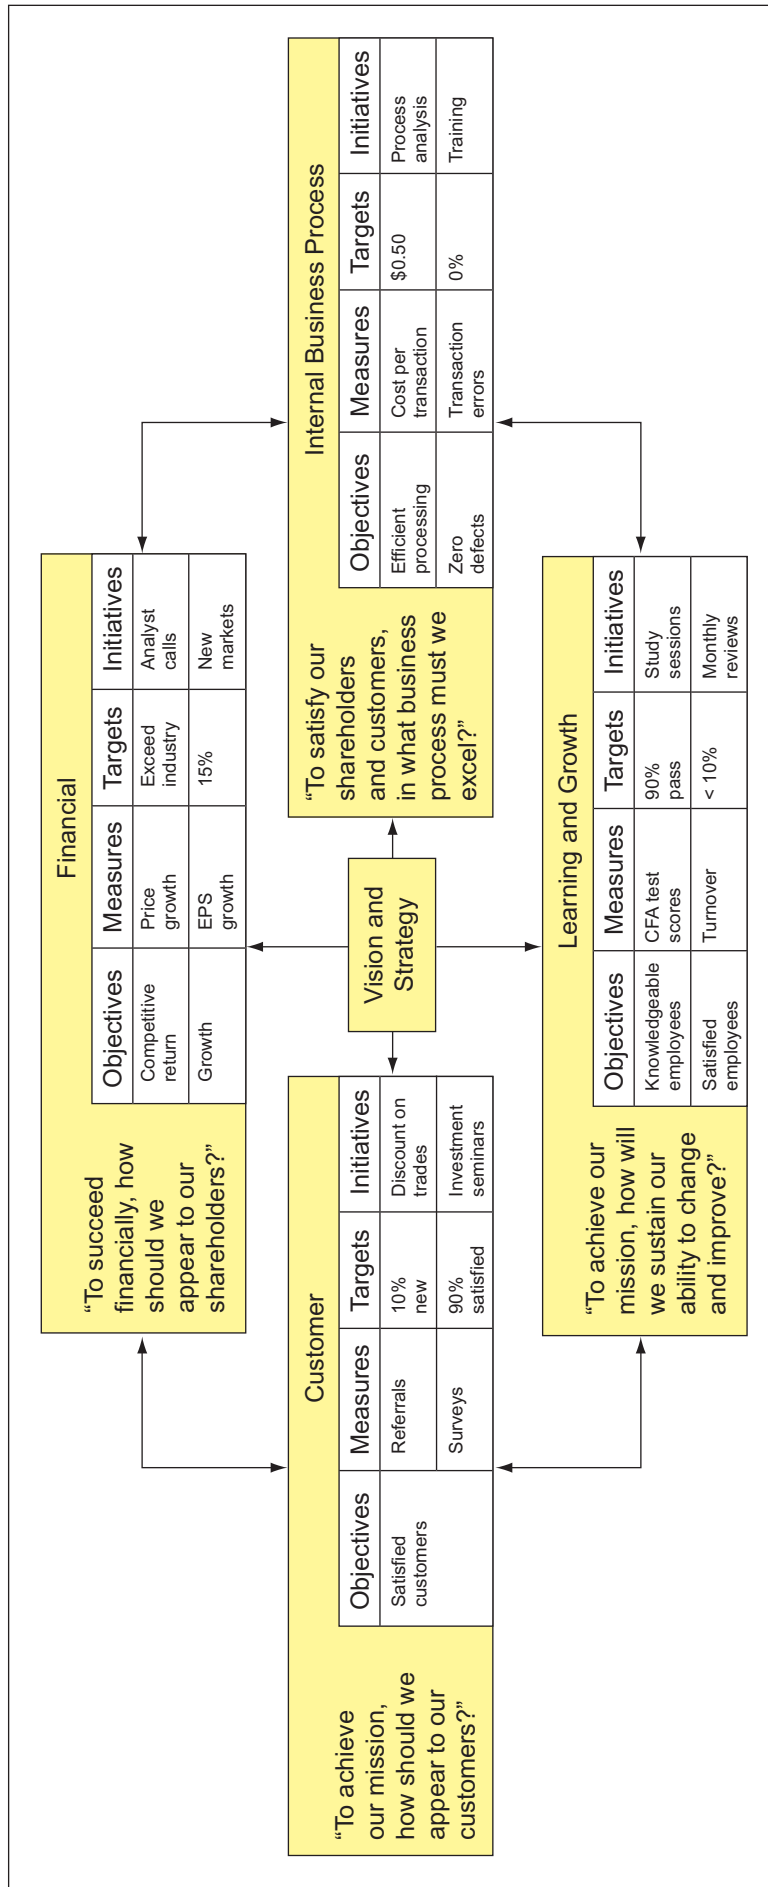 Financial
“To succeed
financially, how
should we
appear to our
shareholders?”
Objectives Measures Targets Initiatives
Competitive
return
Price
growth
Exceed
industry
Analyst
calls
Growth
EPS
growth
15%
New
markets
Customer
“To achieve
our mission,
how should we
appear to our
customers?”
Objectives Measures Targets Initiatives
Satisfied
customers
Referrals
10%
new
Discount on
trades
Surveys
90%
satisfied
Investment
seminars
Vision and
Strategy
Internal Business Process
“To satisfy our
shareholders
and customers,
in what business
process must we
excel?”
Objectives Measures Targets Initiatives
Efficient
processing
Cost per
transaction
$0.50
Process
analysis
Zero
defects
Transaction
errors
0%
Training
Learning and Growth
“To achieve our
mission, how will
we sustain our
ability to change
and improve?”
Objectives Measures Targets Initiatives
Knowledgeable
employees
CFA test
scores
90%
pass
Study
sessions
Satisfied
employees
Turnover
< 10%
Monthly
reviews